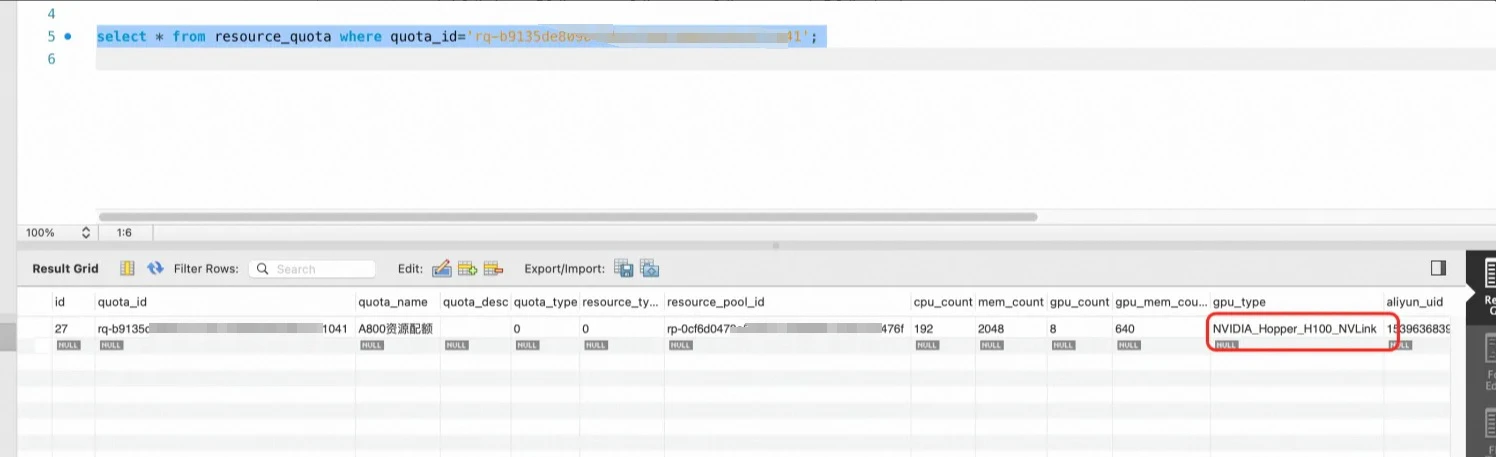 4
5 select * from resource_quota where quota_id='rq-b9135de8 41';
6
100% 1:6
Result Grid Filter Rows: Search Edit: Export/Import:
id quota_id quota_name quota_desc quota_type resource_ty... resource_pool_id cpu_count mem_count gpu_count gpu_mem_cou... gpu_type aliyun_uid
27 rq-b9135 1041 A800资源配额 0 0 rp-0cf6d047 476f 192 2048 8 640 NVIDIA_Hopper_H100_NVLink 1539636839
NULL NULL NULL NULL NULL NULL NULL NULL NULL NULL NULL NULL NULL